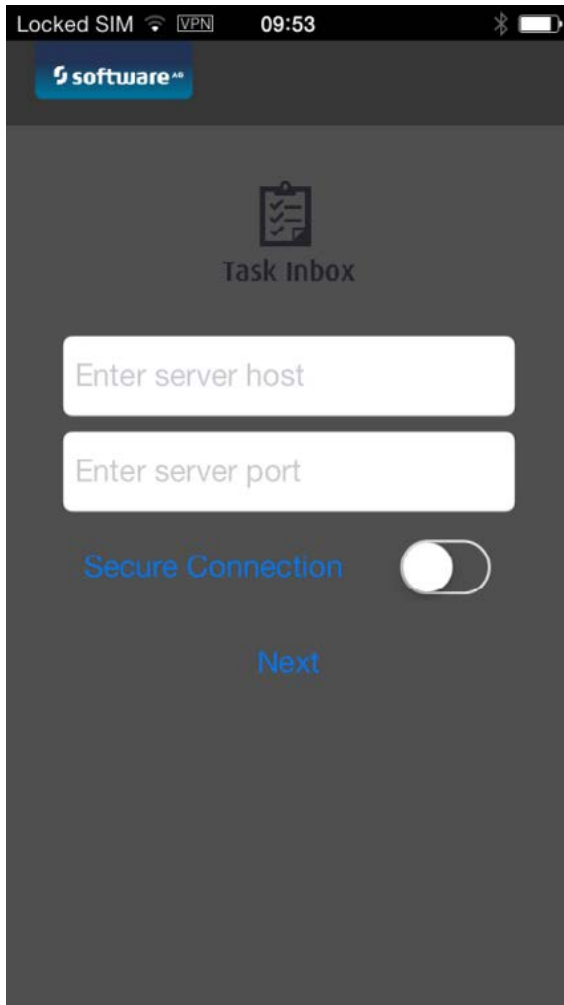 Locked SIM VPN 09:53
software AG
Task Inbox
Enter server host
Enter server port
Secure Connection
Next